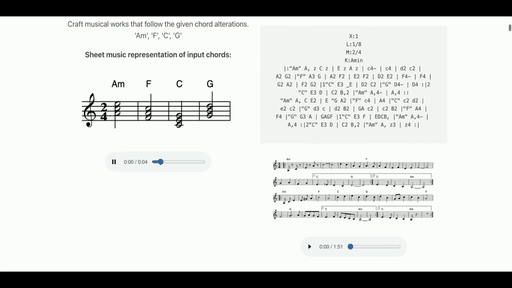 Craft musical works that follow the given chord alterations.
'Am', 'F', 'C', 'G'
Sheet music representation of input chords:
Am F C G
2
4
0:00 / 0:04
X:1
L:1/8
M:2/4
K:Amin
|:"Am" A, z C z | E z A z | c4- | c4 | d2 c2 |
A2 G2 |"F" A3 G | A2 F2 | E2 F2 | D2 E2 | F4- | F4 |
G2 A2 | F2 G2 |1"C" E3 _E | D2 C2 |"G" D4- | D4 :|2
"C" E3 D | C2 B,2 |"Am" A,4- | A,4 ::
"Am" A, C E2 | E ^G A2 |"F" c4 | A4 |"C" c2 d2 |
e2 c2 |"G" d3 c | d2 B2 | GA c2 | c2 B2 |"F" A4 |
F4 |"G" G3 A | GAGF |1"C" E3 F | EDCB, |"Am" A,4- |
A,4 :|2"C" E3 D | C2 B,2 |"Am" A, z3 | z4 :|
0:00 / 1:51